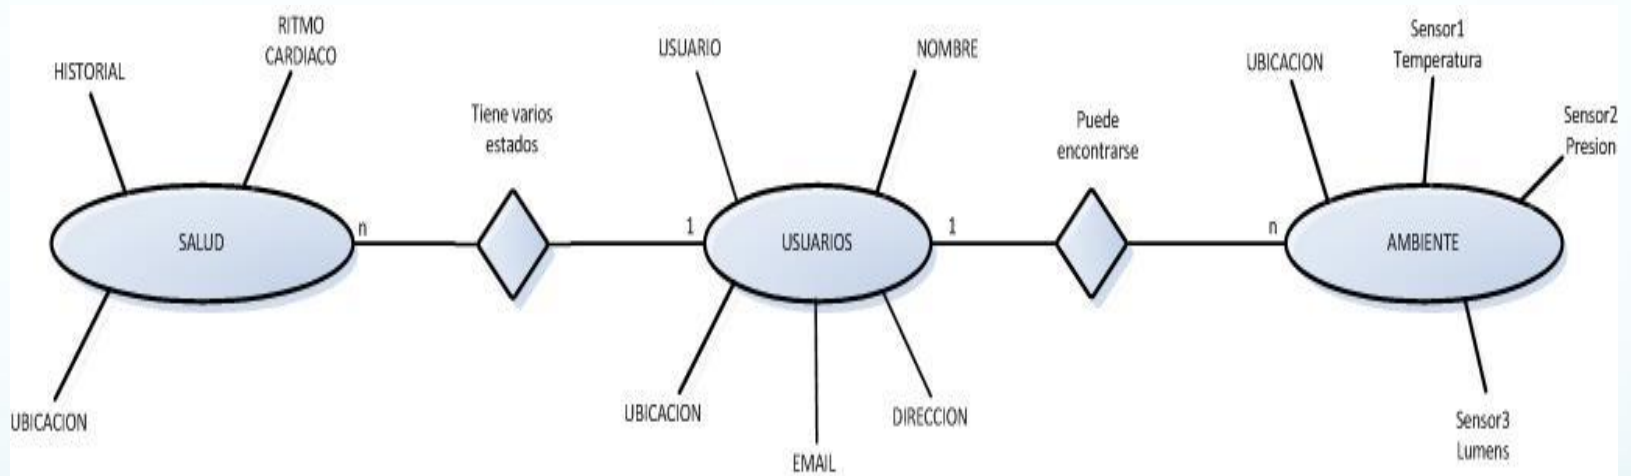 HISTORIAL
RITMO
CARDIACO
SALUD
UBICACION
n
Tiene varios
estados
1
USUARIO
NOMBRE
USUARIOS
UBICACION
EMAIL
DIRECCION
1
Puede
encontrarse
n
UBICACION
Sensor1
Temperatura
Sensor2
Presion
AMBIENTE
Sensor3
Lumens